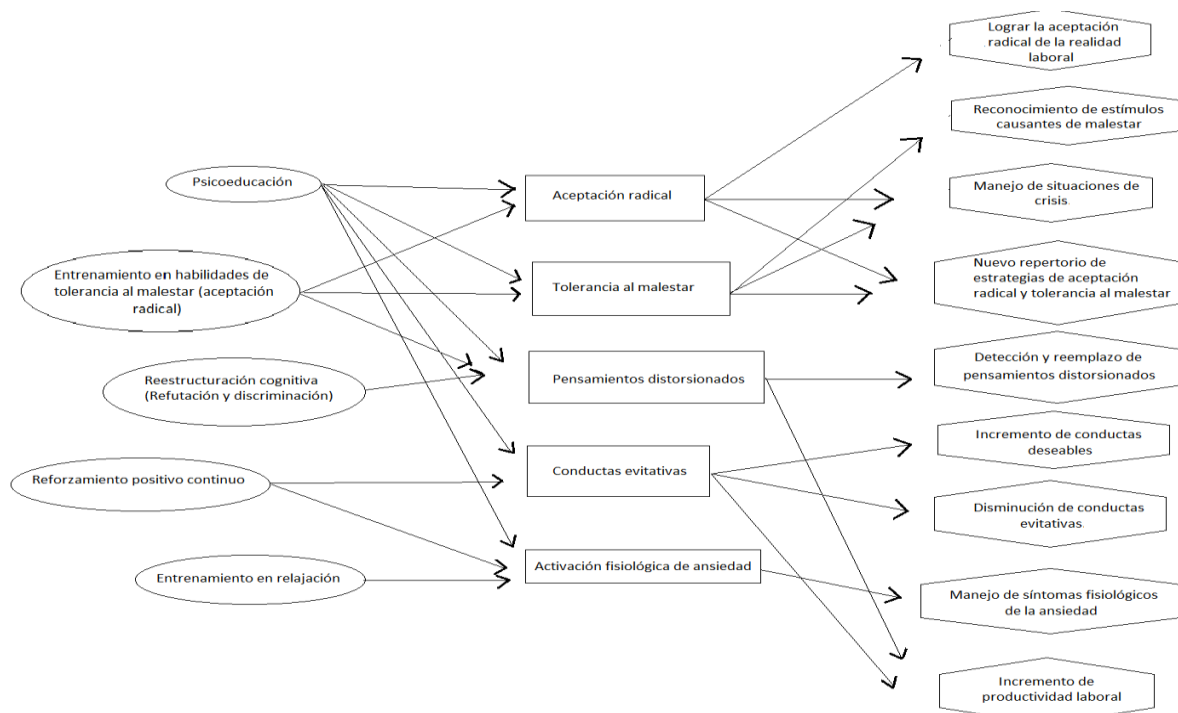 Psicoeducación
Entrenamiento en habilidades de
tolerancia al malestar (aceptación
radical)
Reestructuración cognitiva
(Refutación y discriminación)
Reforzamiento positivo continuo
Entrenamiento en relajación
Aceptación radical
Tolerancia al malestar
Pensamientos distorsionados
Conductas evitativas
Activación fisiológica de ansiedad
Lograr la aceptación
radical de la realidad
laboral
Reconocimiento de estímulos
causantes de malestar
Manejo de situaciones de
crisis
Nuevo repertorio de
estrategias de aceptación
radical y tolerancia al malestar
Detección y reemplazo de
pensamientos distorsionados
Incremento de conductas
deseables
Disminución de conductas
evitativas
Manejo de síntomas fisiológicos
de la ansiedad
Incremento de
productividad laboral